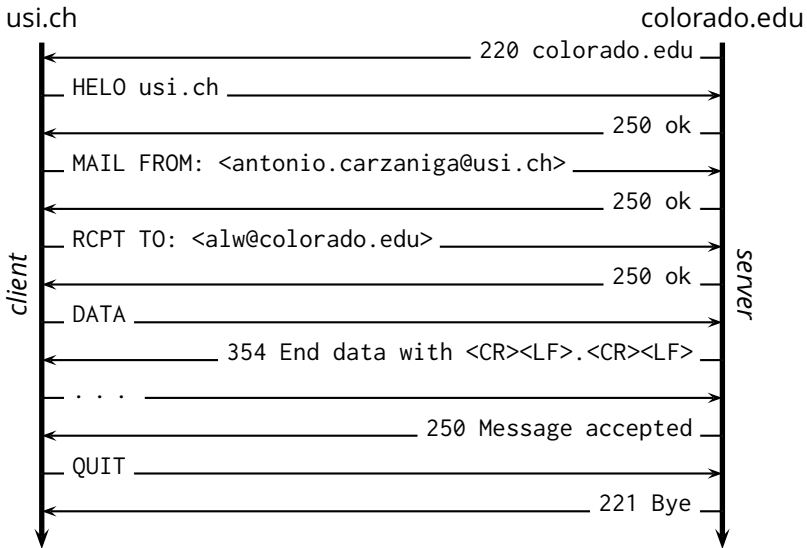 usi.ch colorado.edu
220 colorado.edu
HELO usi.ch
250 ok
MAIL FROM: <antonio.carzaniga@usi.ch>
250 ok
RCPT TO: <alw@colorado.edu>
250 ok
client
server
DATA
354 End data with <CR><LF>.<CR><LF>
. . .
250 Message accepted
QUIT
221 Bye